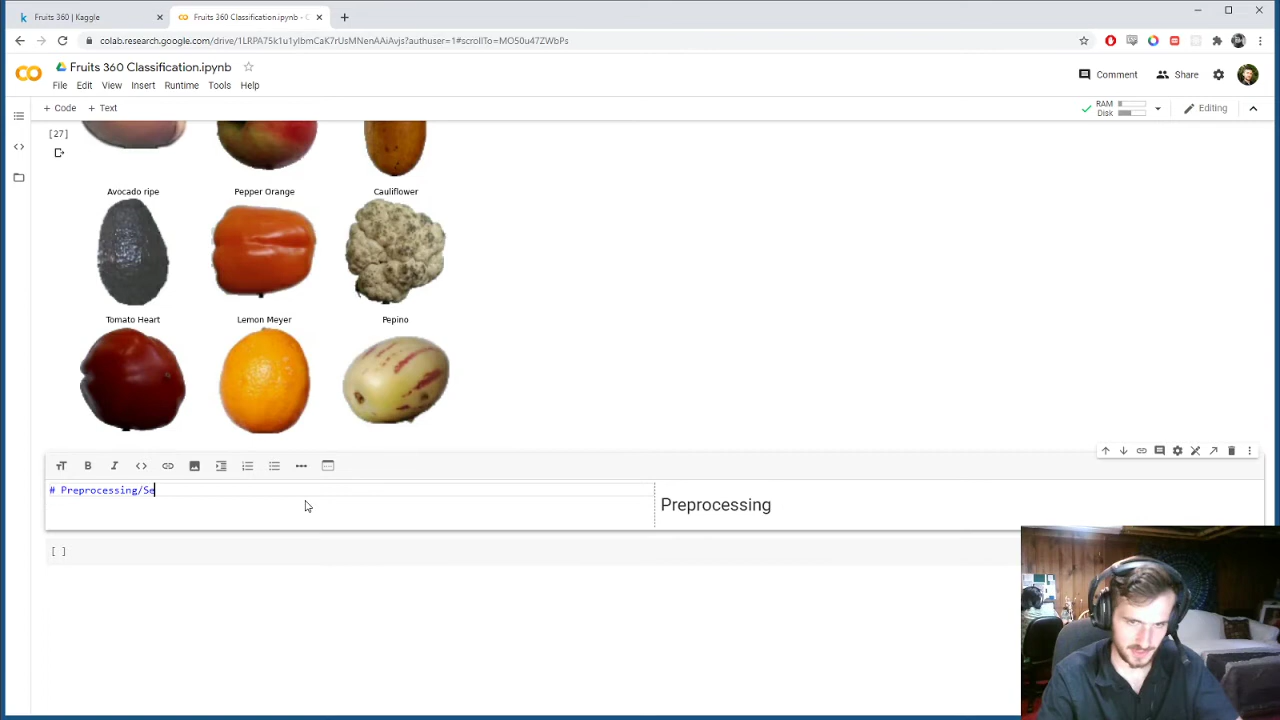 Fruits 360 | Kaggle
Fruits 360 Classification.ipynb - C
colab.research.google.com/drive/1LRPA75k1u1yIbmCaK7rUsMNenAAiAvjs?authuser=1#scrollTo=MO50u47ZWbPs
Fruits 360 Classification.ipynb
Comment
Share
File Edit View Insert Runtime Tools Help
+ Code + Text
RAM
Disk
Editing
[27]
Avocado ripe
Pepper Orange
Cauliflower
Tomato Heart
Lemon Meyer
Pepino
# Preprocessing/Se
Preprocessing
[ ]